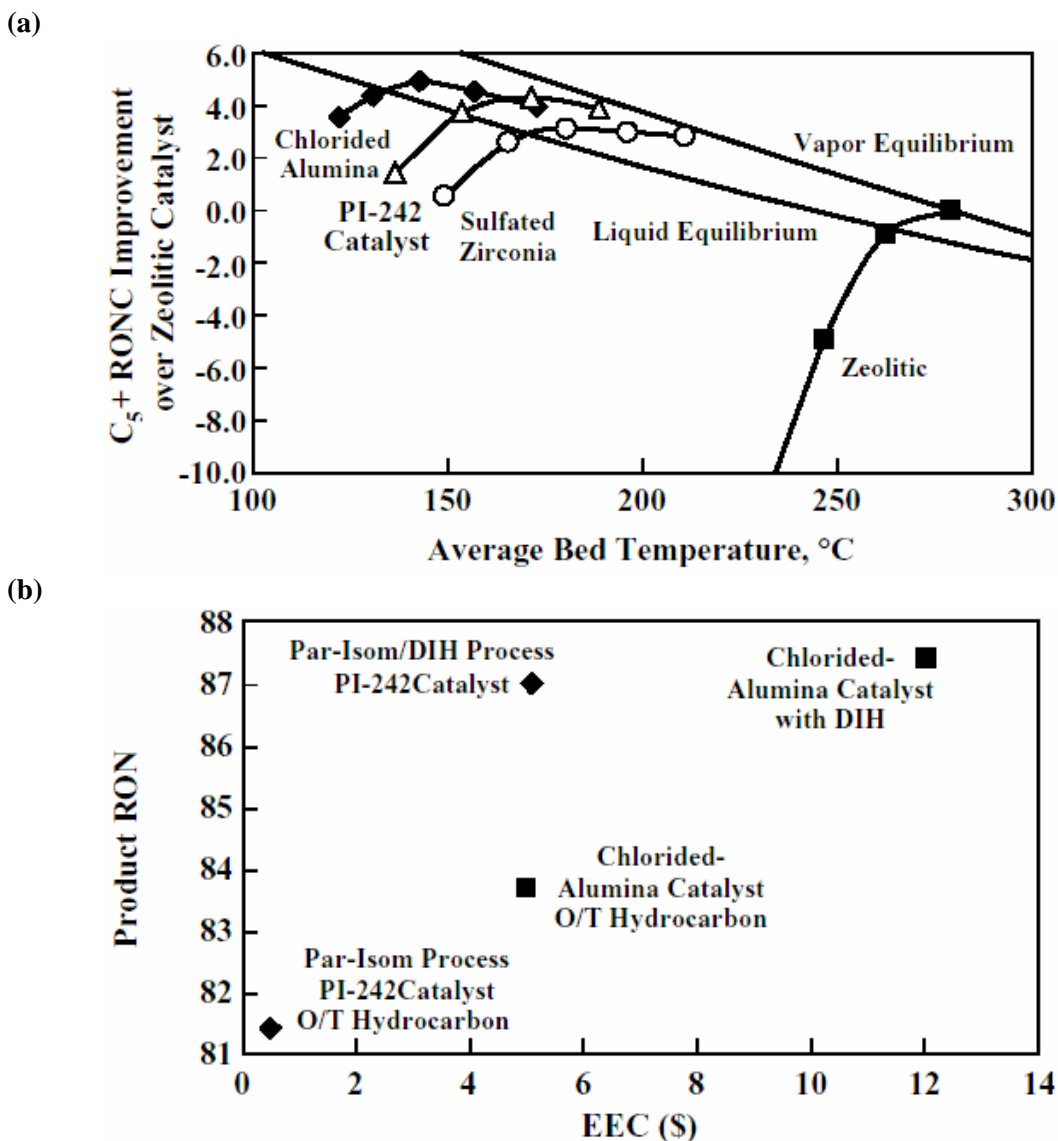 (a)
6.0
4.0
2.0
0.0
-2.0
-4.0
-6.0
-8.0
-10.0
C5+ RONC Improvement
over Zeolitic Catalyst
Chlorided
Alumina
PI-242
Catalyst
Sulfated
Zirconia
Vapor Equilibrium
Liquid Equilibrium
Zeolitic
100 150 200 250 300
Average Bed Temperature, °C
(b)
88
87
86
85
84
83
82
81
Product RON
Par-Isom/DIH Process
PI-242Catalyst
Chlorided-
Alumina Catalyst
with DIH
Chlorided-
Alumina Catalyst
O/T Hydrocarbon
Par-Isom Process
PI-242Catalyst
O/T Hydrocarbon
0 2 4 6 8 10 12 14
EEC ($)